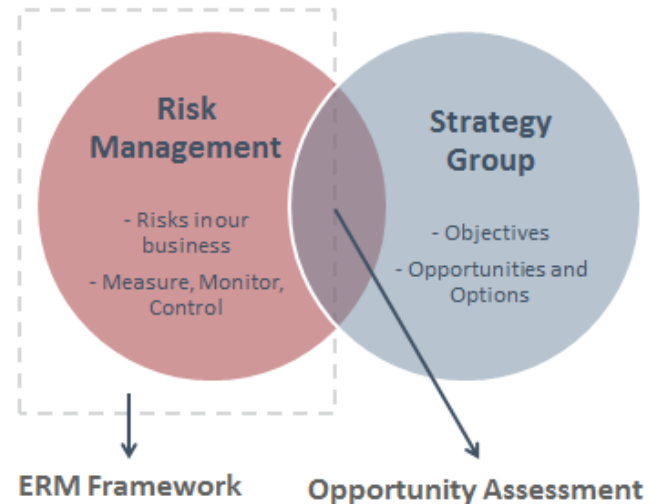 Risk
Management
- Risks in our
business
- Measure, Monitor,
Control
Strategy
Group
- Objectives
- Opportunities and
Options
ERM Framework
Opportunity Assessment